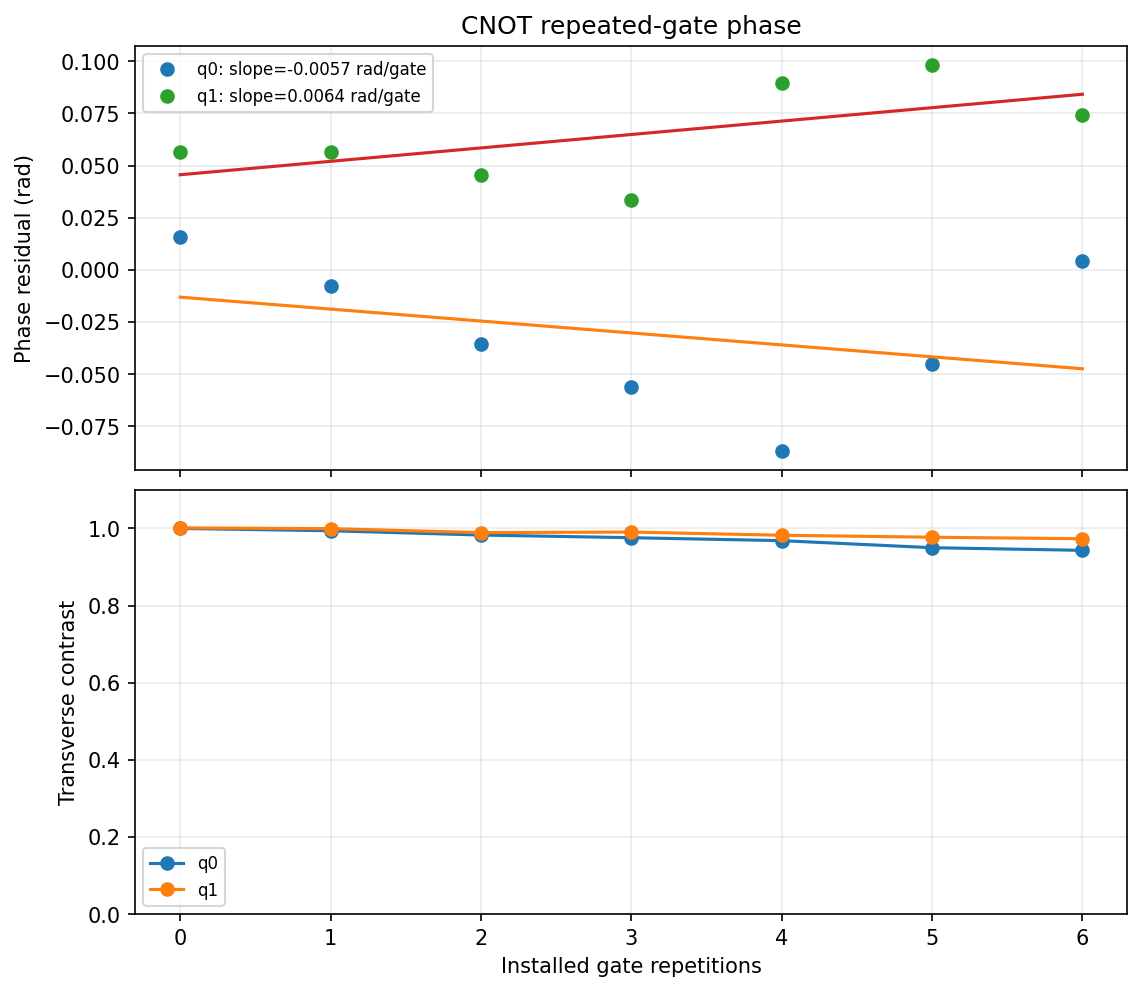 CNOT repeated-gate phase
q0: slope=-0.0057 rad/gate
q1: slope=0.0064 rad/gate
Phase residual (rad)
0.100
0.075
0.050
0.025
0.000
−0.025
−0.050
−0.075
Transverse contrast
1.0
0.8
0.6
0.4
0.2
0.0
q0
q1
0 1 2 3 4 5 6
Installed gate repetitions